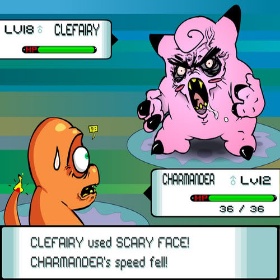 Lv18♂ CLEFAIRY
CHARMANDER ♂ Lv12
36 / 36
CLEFAIRY used SCARY FACE!
CHARMANDER's speed fell!